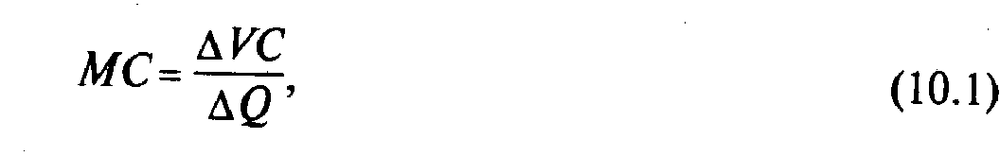 MC = ΔVC / ΔQ, (10.1)